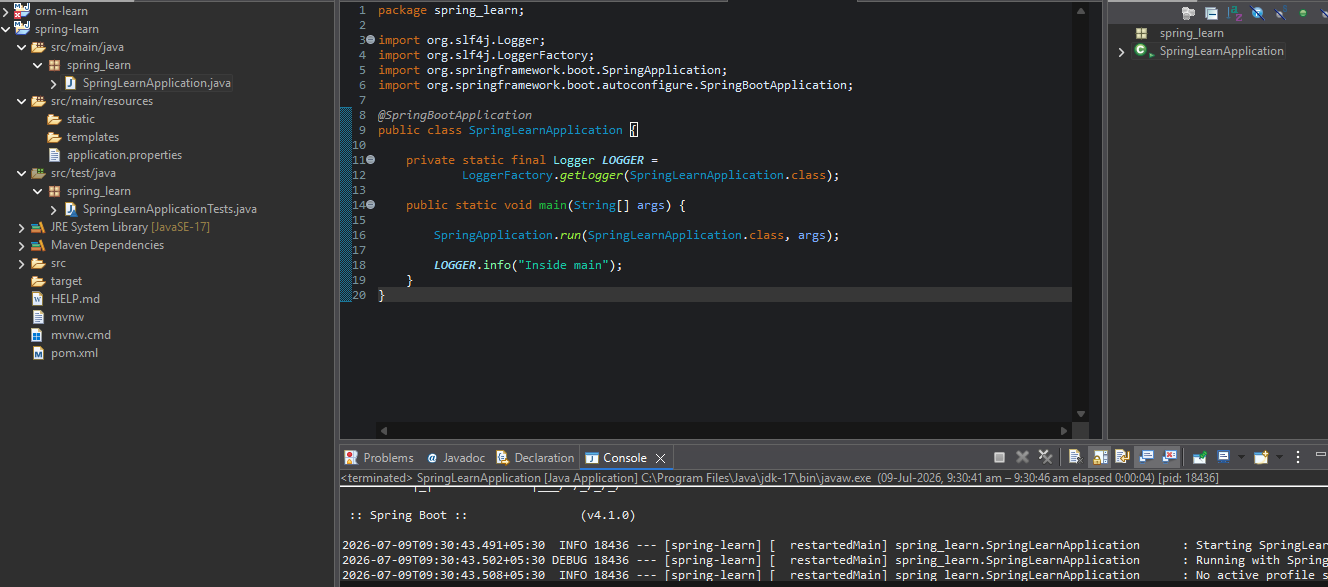 orm-learn
spring-learn
src/main/java
spring_learn
SpringLearnApplication.java
src/main/resources
static
templates
application.properties
src/test/java
spring_learn
SpringLearnApplicationTests.java
JRE System Library [JavaSE-17]
Maven Dependencies
src
target
HELP.md
mvnw
mvnw.cmd
pom.xml
1 package spring_learn;
2
3 import org.slf4j.Logger;
4 import org.slf4j.LoggerFactory;
5 import org.springframework.boot.SpringApplication;
6 import org.springframework.boot.autoconfigure.SpringBootApplication;
7
8 @SpringBootApplication
9 public class SpringLearnApplication {
10
11 private static final Logger LOGGER =
12 LoggerFactory.getLogger(SpringLearnApplication.class);
13
14 public static void main(String[] args) {
15
16 SpringApplication.run(SpringLearnApplication.class, args);
17
18 LOGGER.info("Inside main");
19 }
20 }
spring_learn
SpringLearnApplication
Problems @ Javadoc Declaration Console
<terminated> SpringLearnApplication [Java Application] C:\Program Files\Java\jdk-17\bin\javaw.exe (09-Jul-2026, 9:30:41 am – 9:30:46 am elapsed 0:00:04) [pid: 18436]
:: Spring Boot :: (v4.1.0)
2026-07-09T09:30:43.491+05:30 INFO 18436 --- [spring-learn] [ restartedMain] spring_learn.SpringLearnApplication : Starting SpringLear
2026-07-09T09:30:43.502+05:30 DEBUG 18436 --- [spring-learn] [ restartedMain] spring_learn.SpringLearnApplication : Running with Spring
2026-07-09T09:30:43.508+05:30 INFO 18436 --- [spring-learn] [ restartedMain] spring_learn.SpringLearnApplication : No active profile s